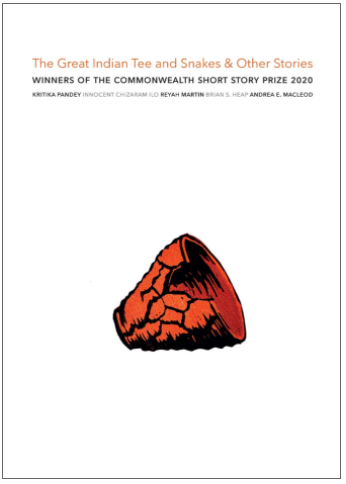 The Great Indian Tee and Snakes & Other Stories
WINNERS OF THE COMMONWEALTH SHORT STORY PRIZE 2020
KRITIKA PANDEY INNOCENT CHIZARAM ILO REYAH MARTIN BRIAN S. HEAP ANDREA E. MACLEOD